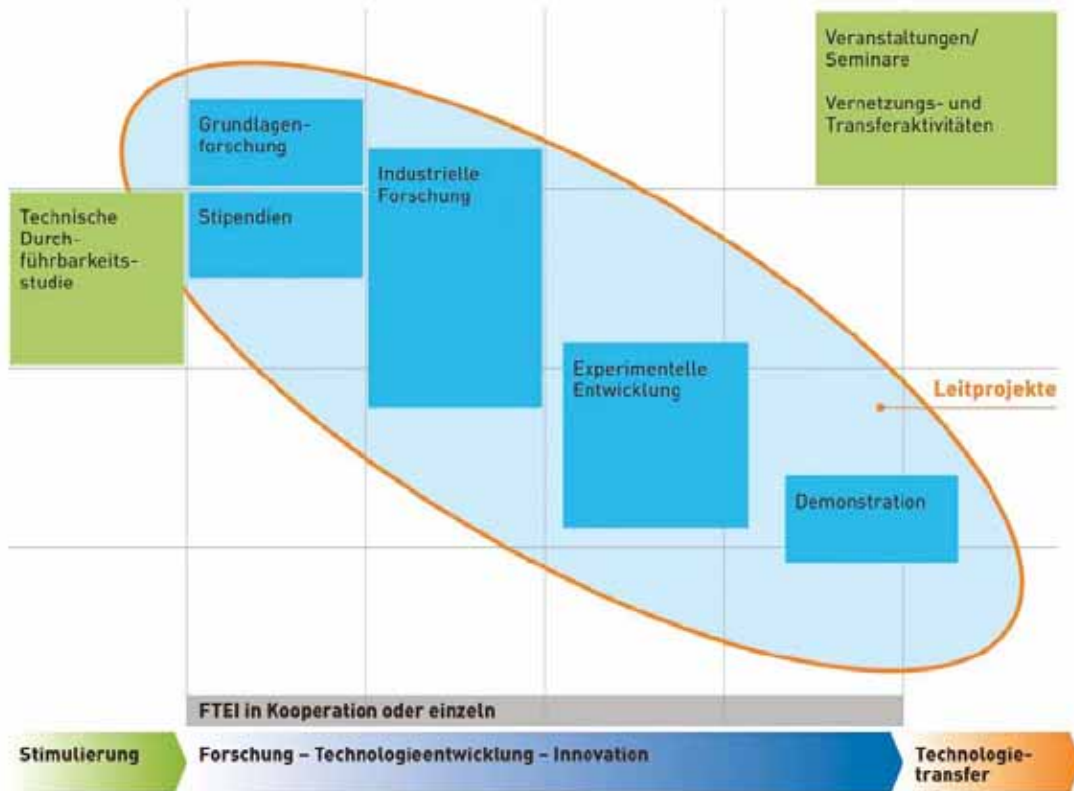 Veranstaltungen/
Seminare
Vernetzungs- und
Transferaktivitäten
Grundlagen-
forschung
Industrielle
Forschung
Technische
Durch-
führbarkeits-
studie
Stipendien
Experimentelle
Entwicklung
Leitprojekte
Demonstration
FTEI in Kooperation oder einzeln
Stimulierung
Forschung – Technologieentwicklung – Innovation
Technologie-
transfer